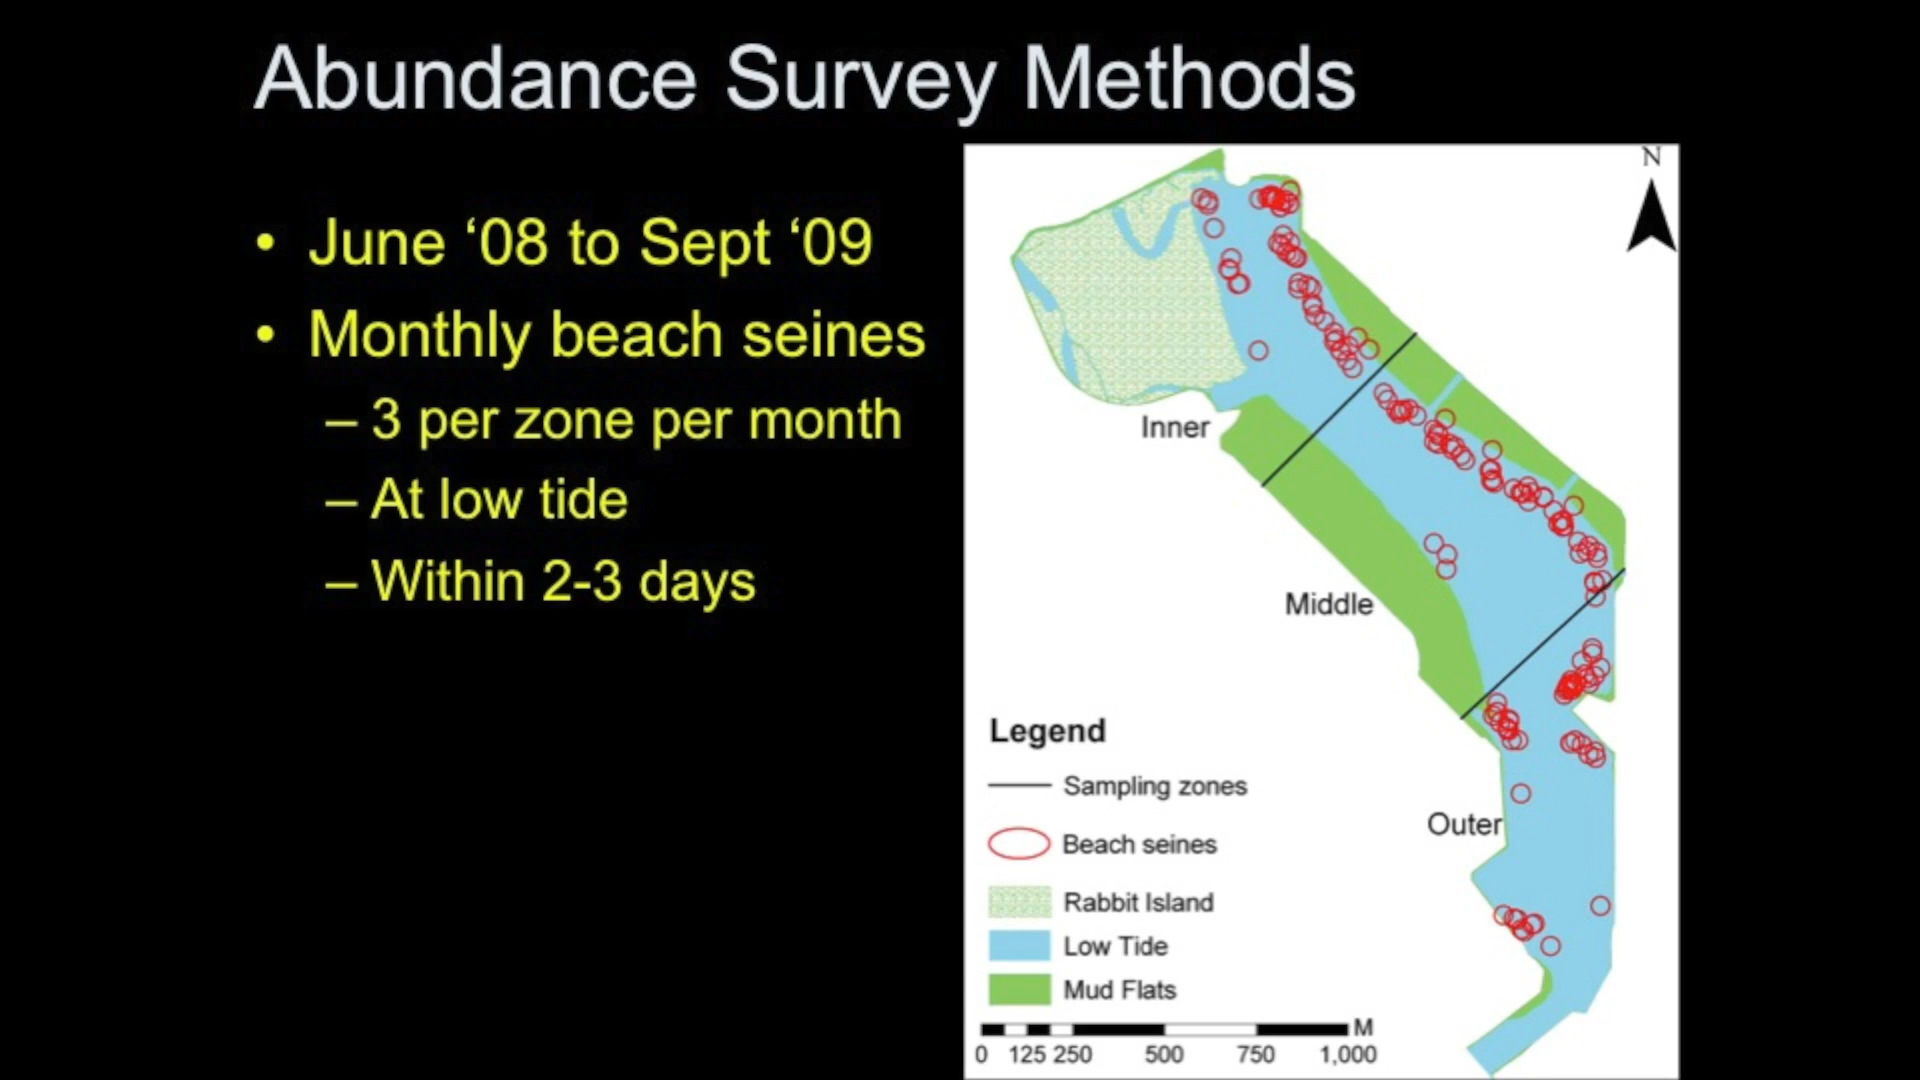 Abundance Survey Methods
• June ‘08 to Sept ‘09
• Monthly beach seines
– 3 per zone per month
– At low tide
– Within 2-3 days
N
Inner
Middle
Outer
Legend
Sampling zones
Beach seines
Rabbit Island
Low Tide
Mud Flats
M
0 125 250 500 750 1,000